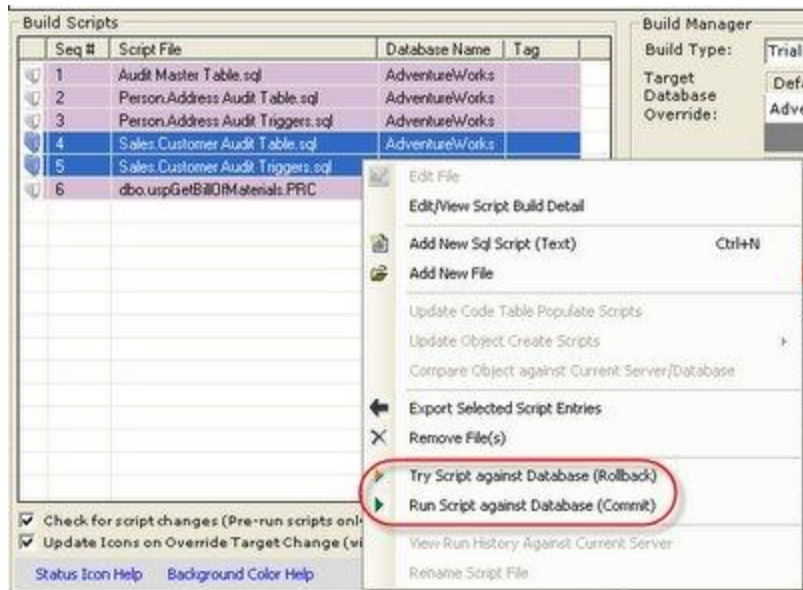 Build Scripts
Seq # Script File Database Name Tag
1 Audit Master Table.sql AdventureWorks
2 Person.Address Audit Table.sql AdventureWorks
3 Person.Address Audit Triggers.sql AdventureWorks
4 Sales.Customer Audit Table.sql AdventureWorks
5 Sales.Customer Audit Triggers.sql
6 dbo.uspGetBillOfMaterials.PRC
Build Manager
Build Type: Trial
Target Database Override:
Defa
Adve
Edit File
Edit/View Script Build Detail
Add New Sql Script (Text) Ctrl+N
Add New File
Update Code Table Populate Scripts
Update Object Create Scripts
Compare Object against Current Server/Database
Export Selected Script Entries
Remove File(s)
Try Script against Database (Rollback)
Run Script against Database (Commit)
View Run History Against Current Server
Rename Script File
Check for script changes (Pre-run scripts only
Update Icons on Override Target Change (vi
Status Icon Help Background Color Help